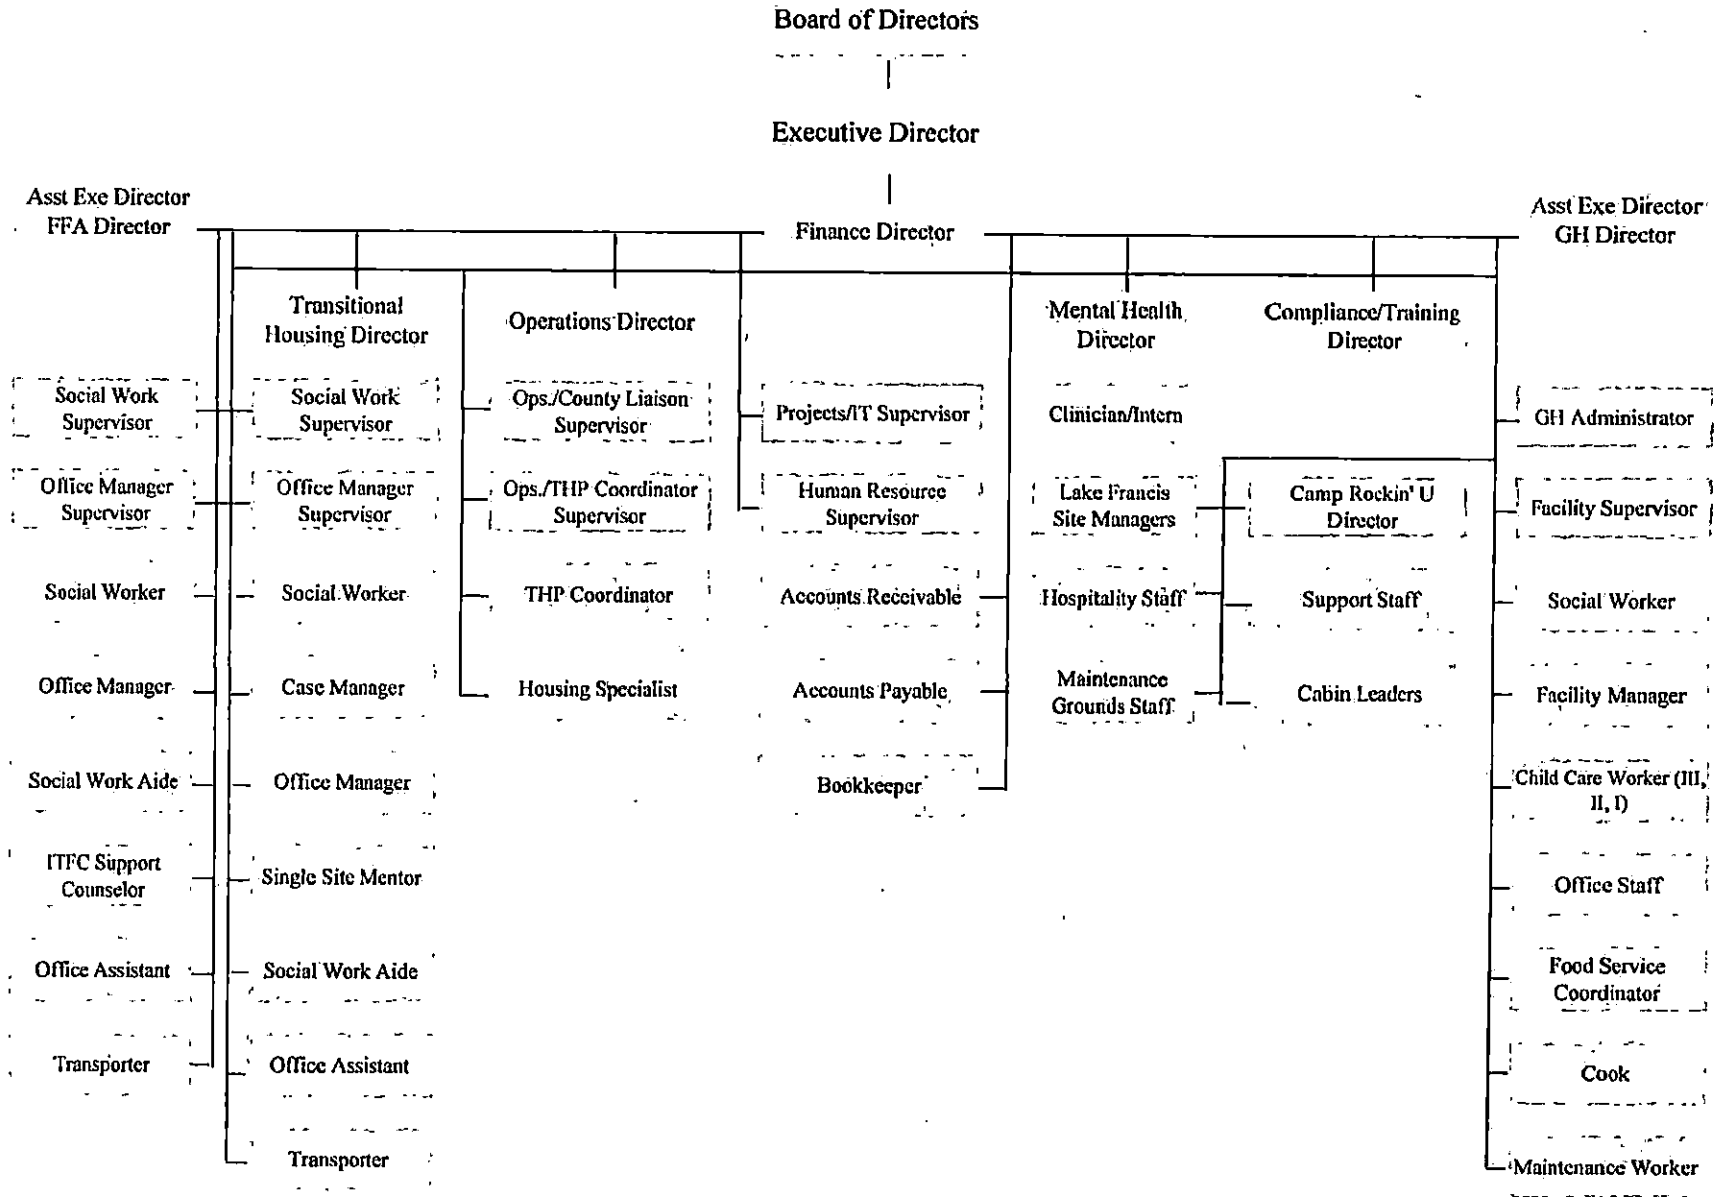 Board of Directors
Executive Director
Asst Exe Director
FFA Director
Finance Director
Asst Exe Director
GH Director
Transitional
Housing Director
Operations Director
Mental Health
Director
Compliance/Training
Director
Social Work
Supervisor
Social Work
Supervisor
Ops./County Liaison
Supervisor
Projects/IT Supervisor
Clinician/Intern
GH Administrator
Office Manager
Supervisor
Office Manager
Supervisor
Ops./THP Coordinator
Supervisor
Human Resource
Supervisor
Lake Francis
Site Managers
Camp Rockin' U
Director
Facility Supervisor
Social Worker
Social Worker
THP Coordinator
Accounts Receivable
Hospitality Staff
Support Staff
Social Worker
Office Manager
Case Manager
Housing Specialist
Accounts Payable
Maintenance
Grounds Staff
Cabin Leaders
Facility Manager
Social Work Aide
Office Manager
Bookkeeper
Child Care Worker (III,
II, I)
ITFC Support
Counselor
Single Site Mentor
Office Staff
Office Assistant
Social Work Aide
Food Service
Coordinator
Transporter
Office Assistant
Cook
Transporter
Maintenance Worker